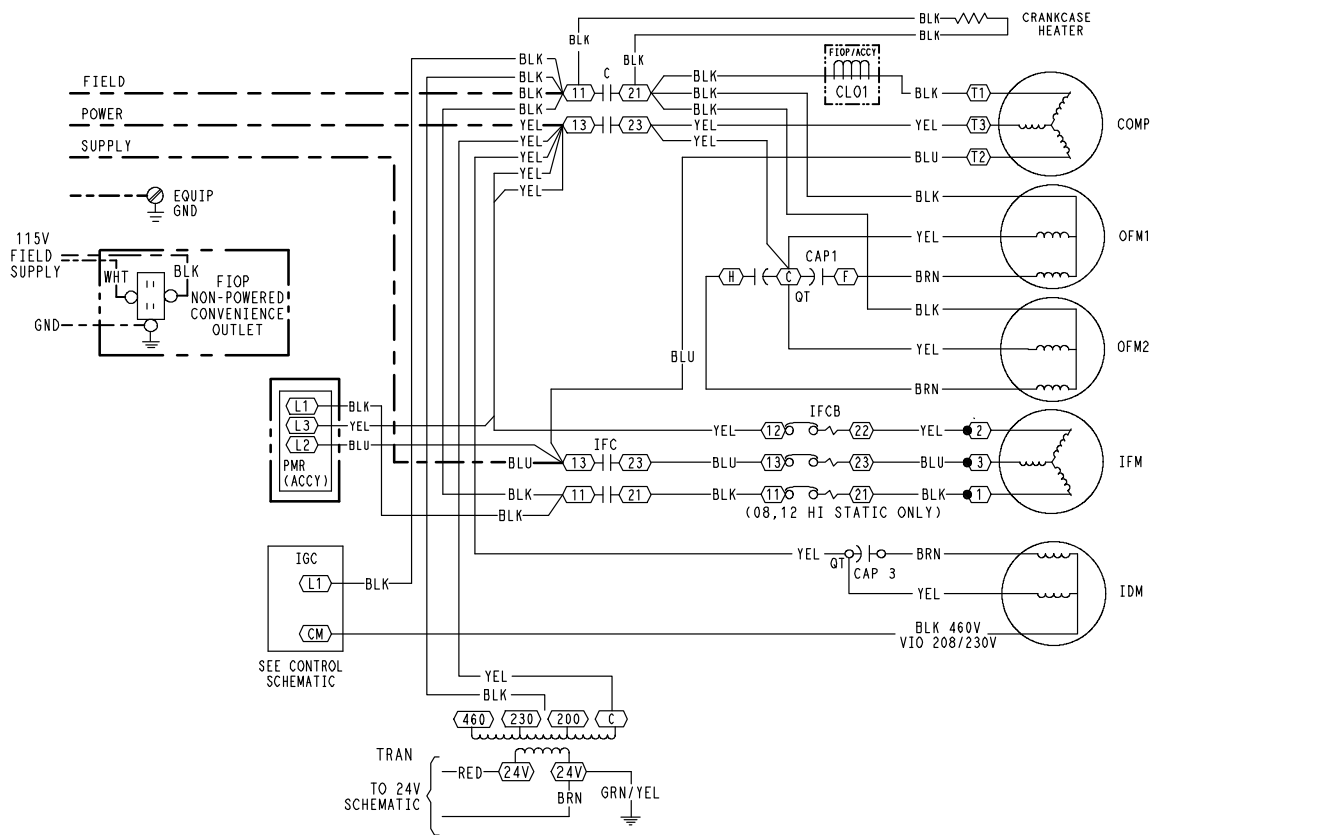 BLK
BLK
CRANKCASE
HEATER
BLK
BLK
FIOP/ACCY
CLO1
BLK
BLK
BLK
BLK
FIELD
11
C
21
BLK
BLK
BLK
BLK
T1
POWER
YEL
YEL
YEL
YEL
YEL
13
23
YEL
YEL
YEL
T3
COMP
SUPPLY
BLU
T2
EQUIP
GND
BLK
YEL
OFM1
115V
FIELD
SUPPLY
WHT
BLK
FIOP
NON-POWERED
CONVENIENCE
OUTLET
GND
H
C
CAP1
F
QT
BRN
BLK
YEL
OFM2
BLU
BRN
L1
BLK
L3
YEL
L2
BLU
PMR
(ACCY)
IFCB
YEL
12
22
YEL
2
IFC
BLU
13
23
BLU
13
23
BLU
3
IFM
BLK
11
21
BLK
11
21
BLK
1
BLK
(08,12 HI STATIC ONLY)
IGC
L1
BLK
YEL
QT
CAP 3
BRN
YEL
IDM
CM
BLK 460V
VIO 208/230V
SEE CONTROL
SCHEMATIC
YEL
BLK
460
230
200
C
TRAN
RED
24V
24V
TO 24V
SCHEMATIC
BRN
GRN/YEL